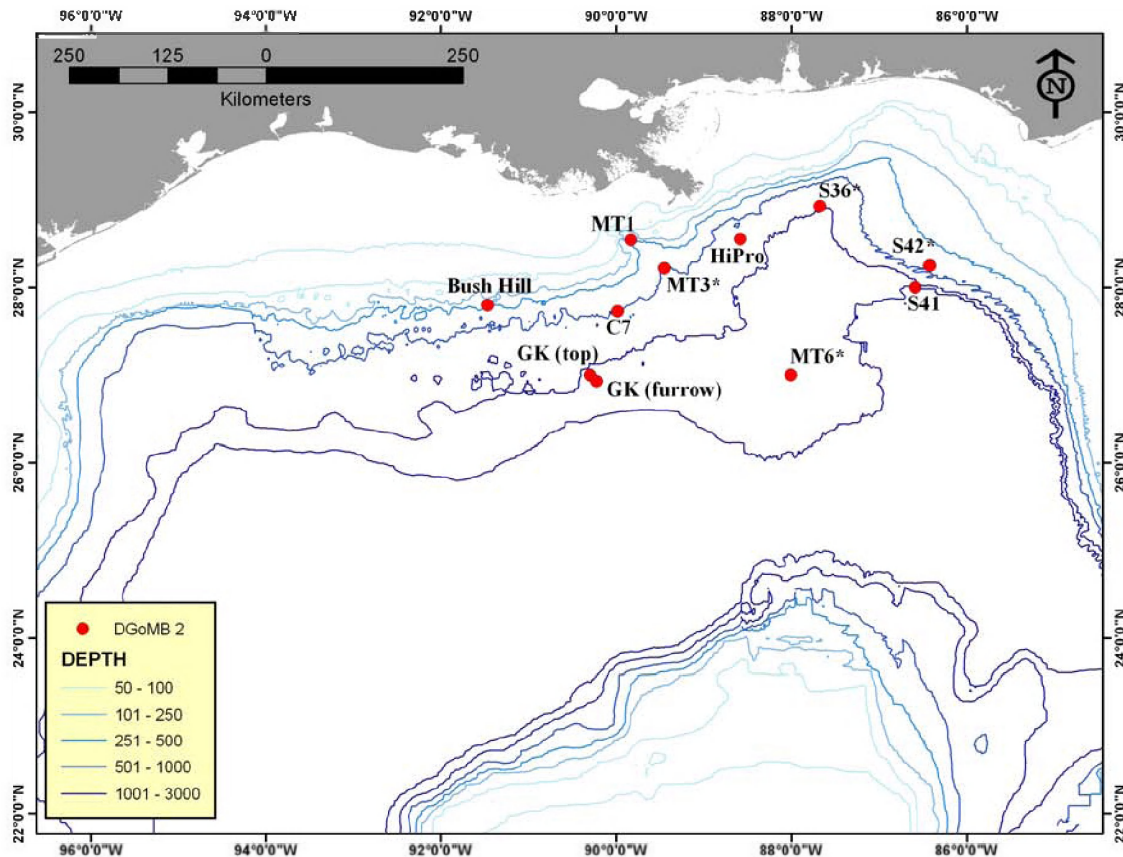 96°0'0"W 94°0'0"W 92°0'0"W 90°0'0"W 88°0'0"W 86°0'0"W
250 125 0 250
Kilometers
N
30°0'0"N 30°0'0"N
S36*
MT1
HiPro
S42*
28°0'0"N 28°0'0"N
Bush Hill
MT3*
S41
C7
GK (top)
MT6*
GK (furrow)
26°0'0"N 26°0'0"N
24°0'0"N 24°0'0"N
DGoMB 2
DEPTH
50 - 100
101 - 250
251 - 500
501 - 1000
1001 - 3000
22°0'0"N 22°0'0"N
96°0'0"W 94°0'0"W 92°0'0"W 90°0'0"W 88°0'0"W 86°0'0"W